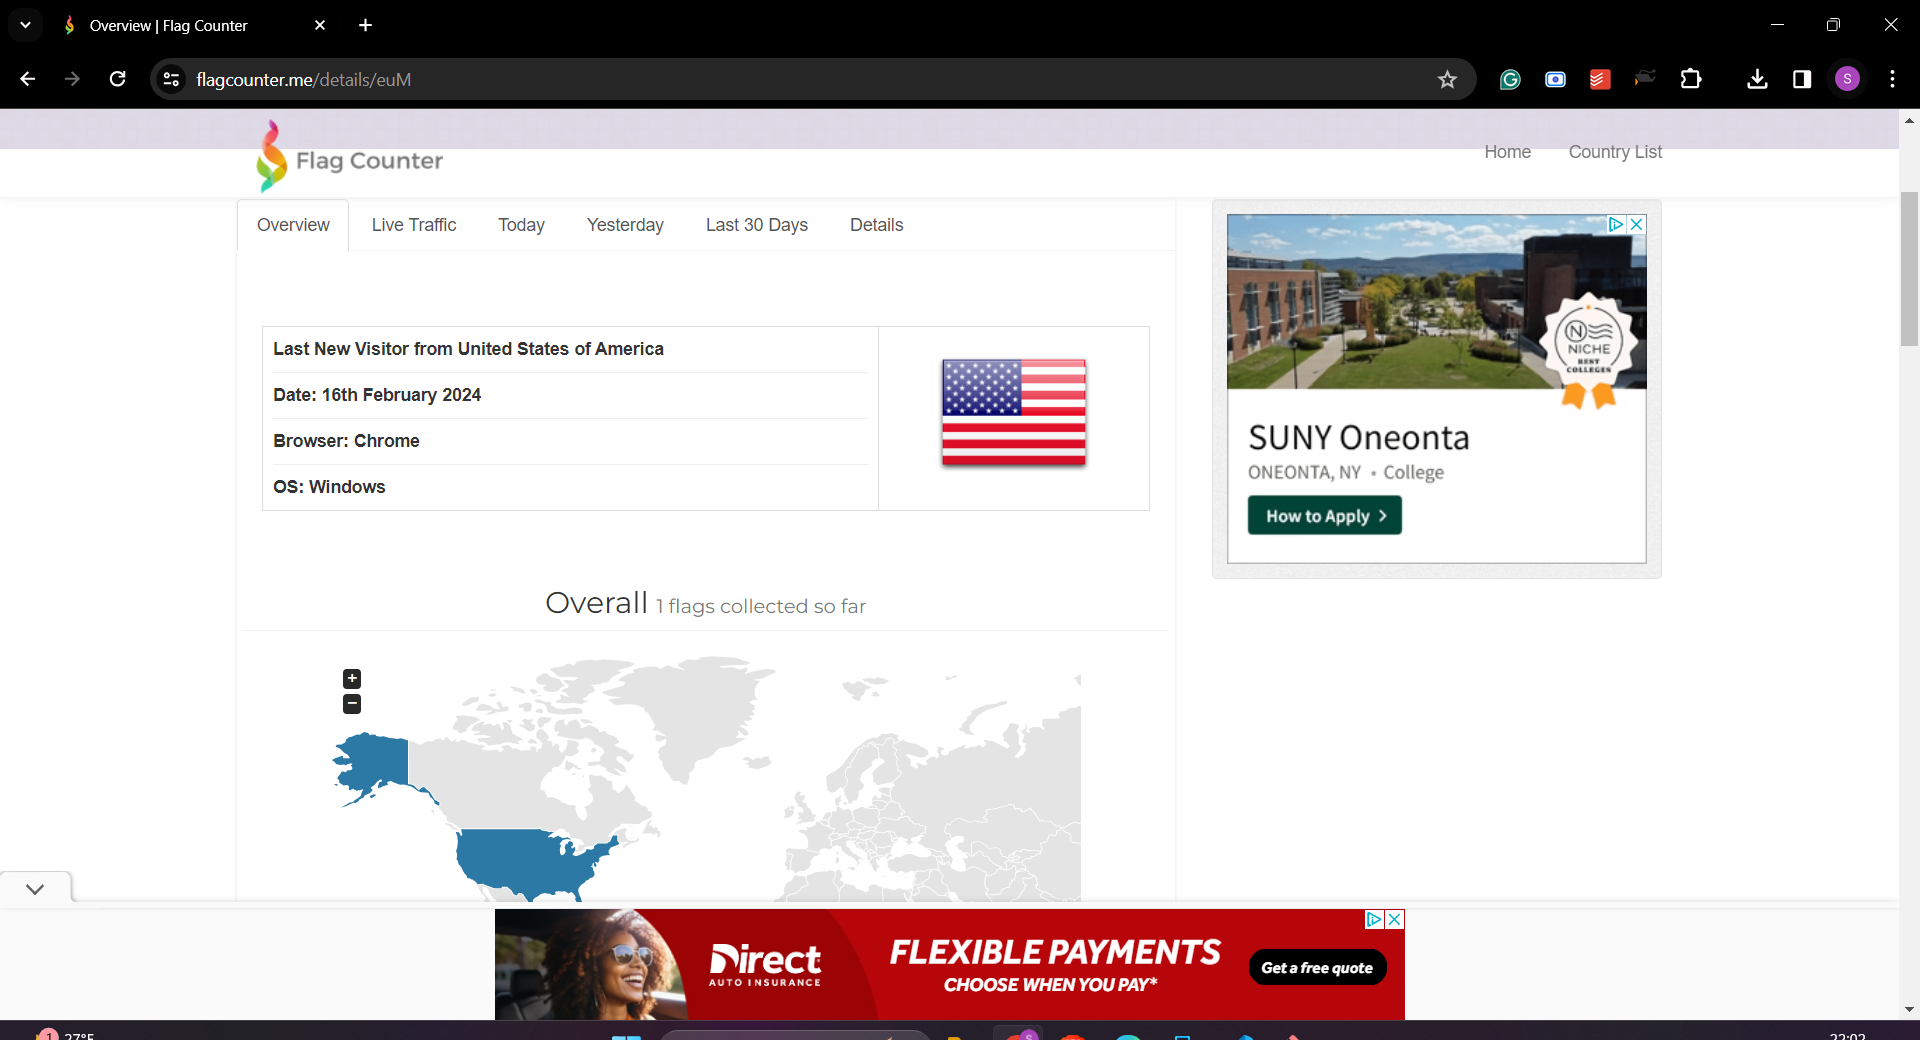 Overview | Flag Counter
flagcounter.me/details/euM
S
Flag Counter
Home
Country List
Overview
Live Traffic
Today
Yesterday
Last 30 Days
Details
Last New Visitor from United States of America
Date: 16th February 2024
Browser: Chrome
OS: Windows
NICHE
BEST
COLLEGES
SUNY Oneonta
ONEONTA, NY • College
How to Apply
Overall 1 flags collected so far
+
−
Direct
AUTO INSURANCE
FLEXIBLE PAYMENTS
CHOOSE WHEN YOU PAY*
Get a free quote
1
27°F
S
22:02